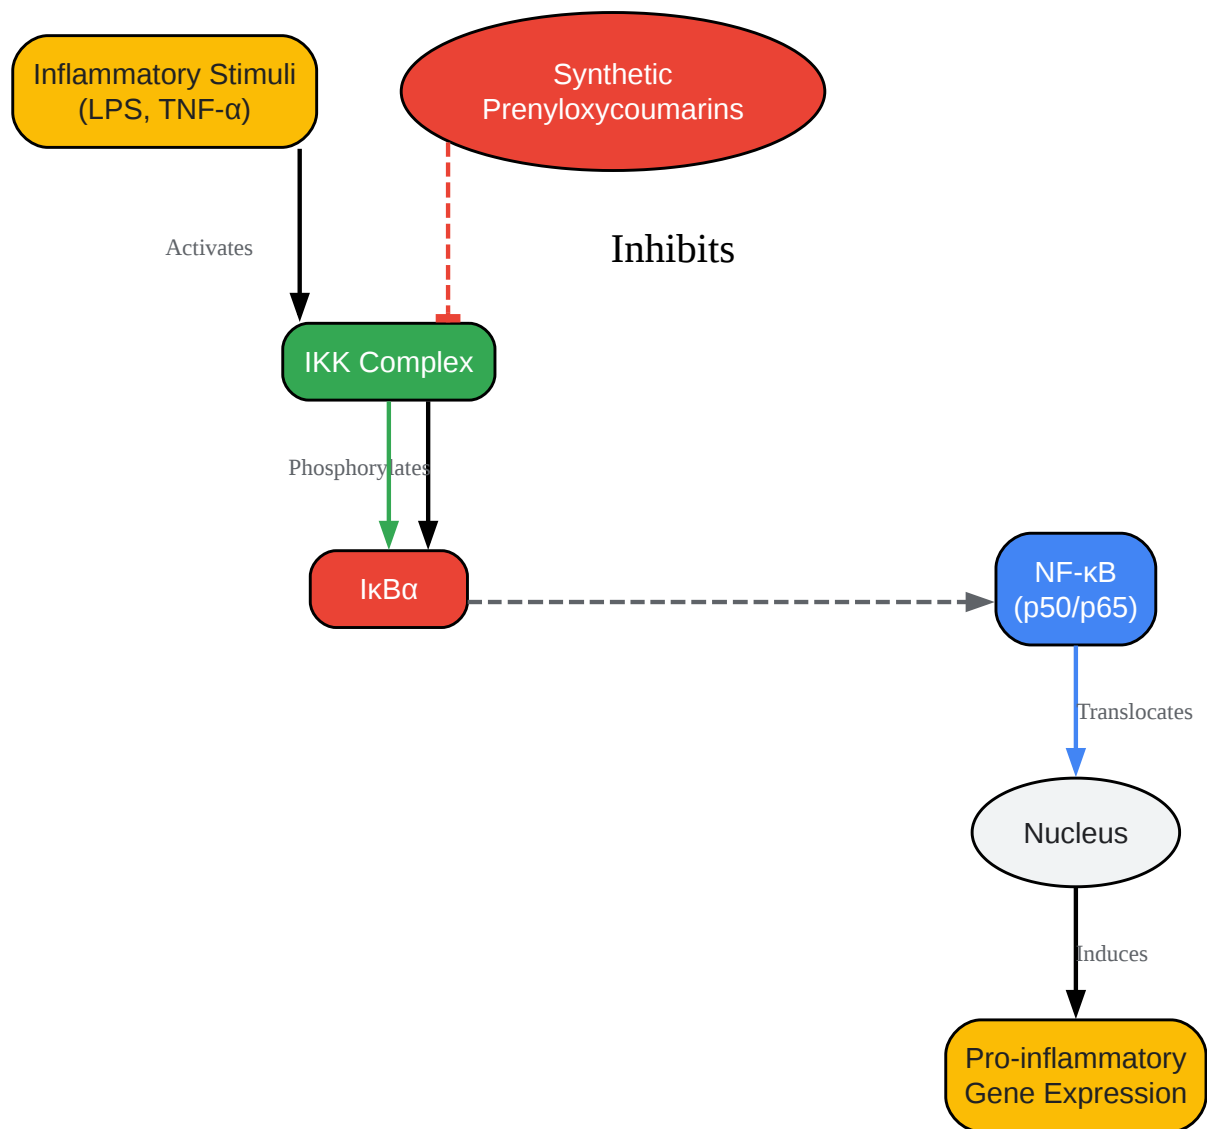 Inflammatory Stimuli
(LPS, TNF-α)
Synthetic
Prenyloxycoumarins
Activates
Inhibits
IKK Complex
Phosphorylates
IκBα
NF-κB
(p50/p65)
Translocates
Nucleus
Induces
Pro-inflammatory
Gene Expression